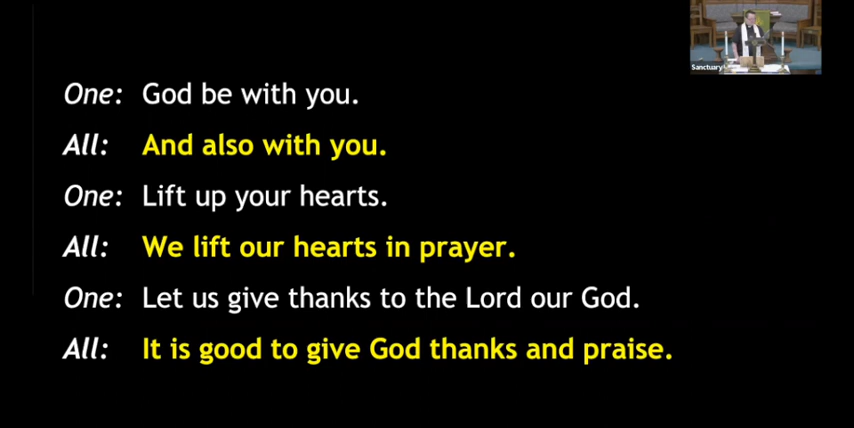 Sanctuary
One: God be with you.
All: And also with you.
One: Lift up your hearts.
All: We lift our hearts in prayer.
One: Let us give thanks to the Lord our God.
All: It is good to give God thanks and praise.